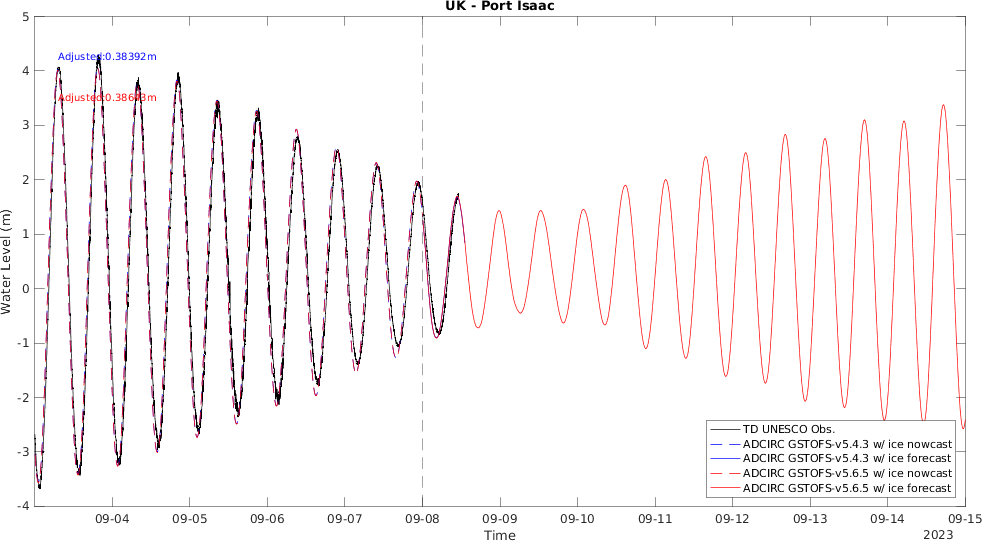 UK - Port Isaac
5
4
3
2
1
0
-1
-2
-3
-4
Water Level (m)
Adjusted:0.38392m
TD UNESCO Obs.
ADCIRC GSTOFS-v5.4.3 w/ ice nowcast
ADCIRC GSTOFS-v5.4.3 w/ ice forecast
ADCIRC GSTOFS-v5.6.5 w/ ice nowcast
ADCIRC GSTOFS-v5.6.5 w/ ice forecast
09-04 09-05 09-06 09-07 09-08 09-09 09-10 09-11 09-12 09-13 09-14 09-15
Time
2023